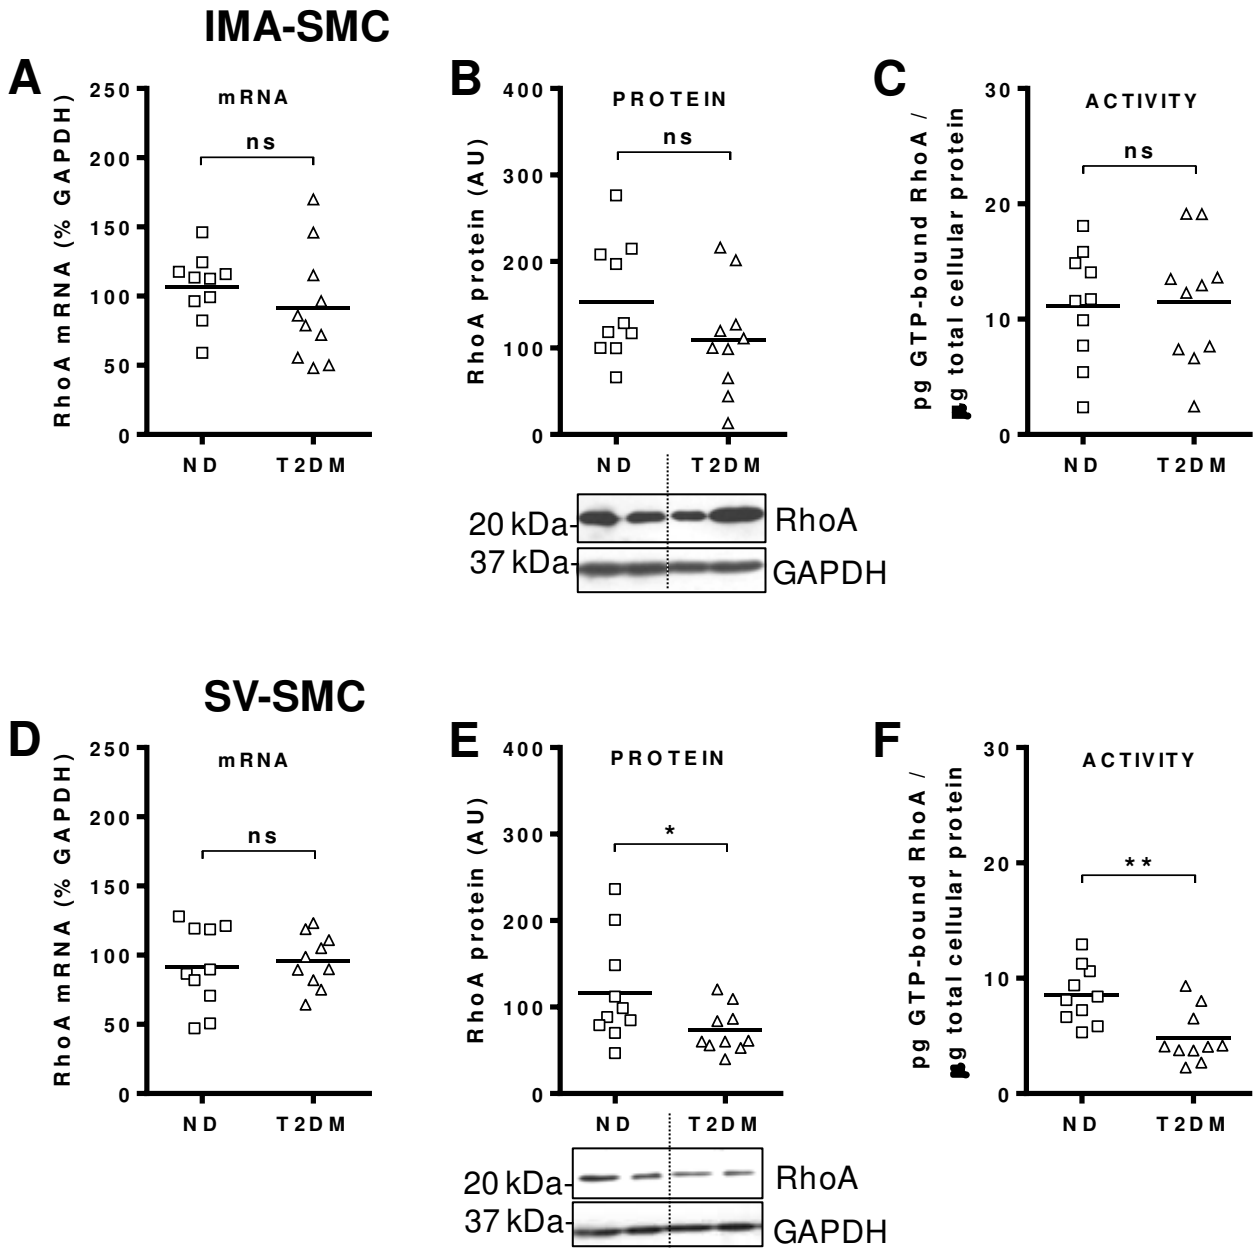 IMA-SMC
A
mRNA
RhoA mRNA (% GAPDH)
250
200
150
100
50
0
ns
ND
T2DM
B
PROTEIN
RhoA protein (AU)
400
300
200
100
0
ns
ND
T2DM
20 kDa-
RhoA
37 kDa-
GAPDH
C
ACTIVITY
pg GTP-bound RhoA /
g total cellular protein
30
20
10
0
ns
ND
T2DM
SV-SMC
D
mRNA
RhoA mRNA (% GAPDH)
250
200
150
100
50
0
ns
ND
T2DM
E
PROTEIN
RhoA protein (AU)
400
300
200
100
0
*
ND
T2DM
20 kDa-
RhoA
37 kDa-
GAPDH
F
ACTIVITY
pg GTP-bound RhoA /
g total cellular protein
30
20
10
0
**
ND
T2DM